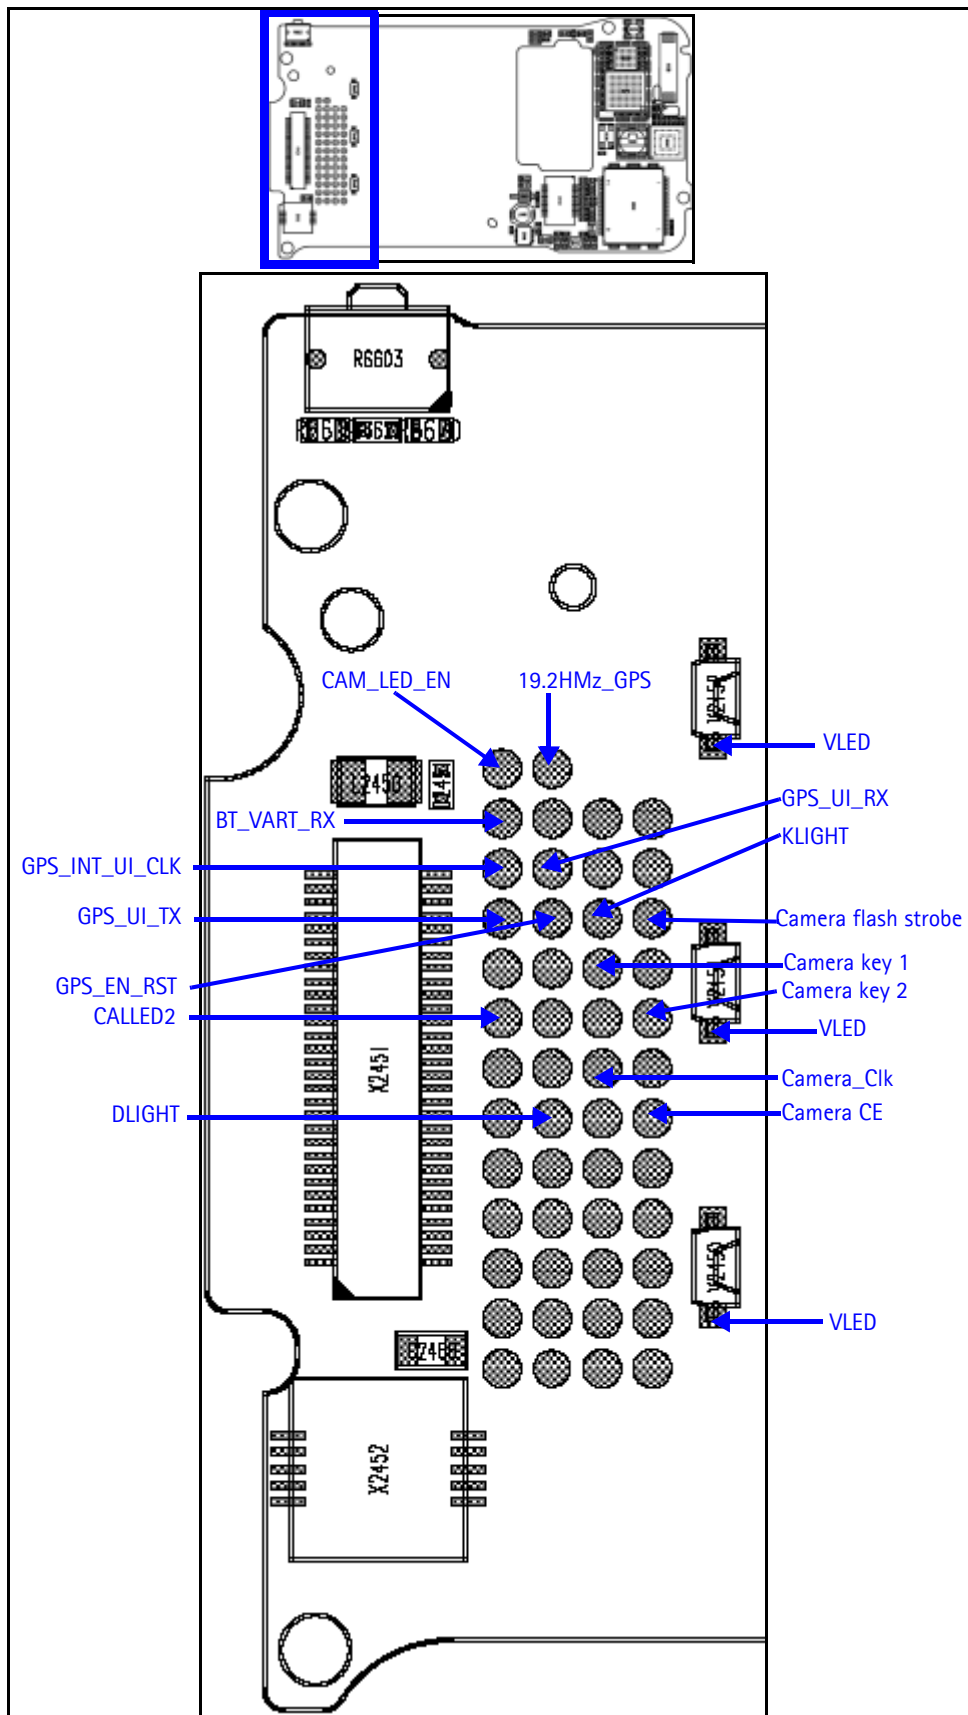 R6603
CAM_LED_EN
19.2HMz_GPS
VLED
L2450
GPS_UI_RX
BT_VART_RX
KLIGHT
GPS_INT_UI_CLK
GPS_UI_TX
Camera flash strobe
Camera key 1
GPS_EN_RST
Camera key 2
CALLED2
VLED
X2451
Camera_Clk
DLIGHT
Camera CE
VLED
X2452